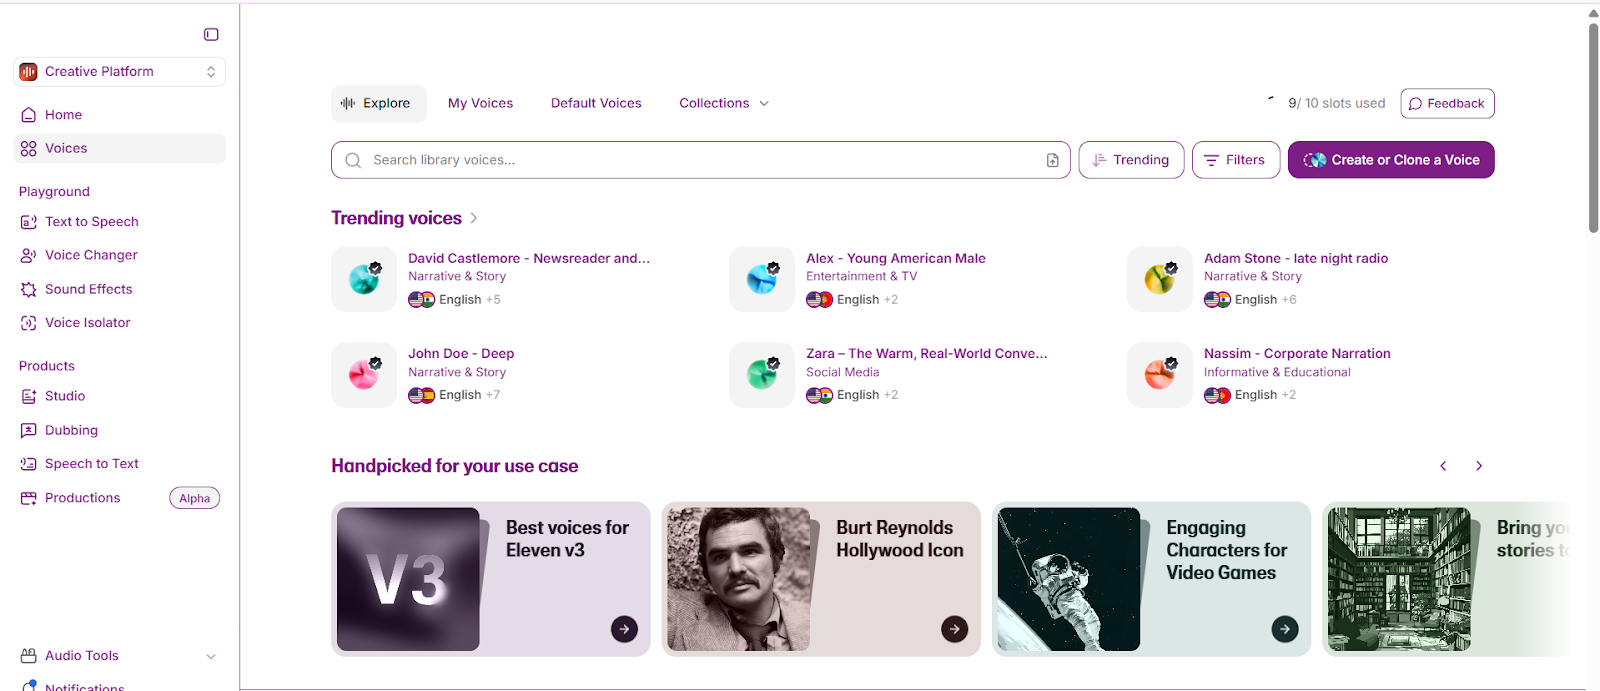 Creative Platform
Home
Voices
Playground
Text to Speech
Voice Changer
Sound Effects
Voice Isolator
Products
Studio
Dubbing
Speech to Text
Productions Alpha
Audio Tools
Notifications
Explore My Voices Default Voices Collections 9/ 10 slots used Feedback
Search library voices... Trending Filters Create or Clone a Voice
Trending voices
David Castlemore - Newsreader and...
Narrative & Story
English +5
Alex - Young American Male
Entertainment & TV
English +2
Adam Stone - late night radio
Narrative & Story
English +6
John Doe - Deep
Narrative & Story
English +7
Zara – The Warm, Real-World Conve...
Social Media
English +2
Nassim - Corporate Narration
Informative & Educational
English +2
Handpicked for your use case
V3
Best voices for
Eleven v3
Burt Reynolds
Hollywood Icon
Engaging
Characters for
Video Games
Bring you
stories to